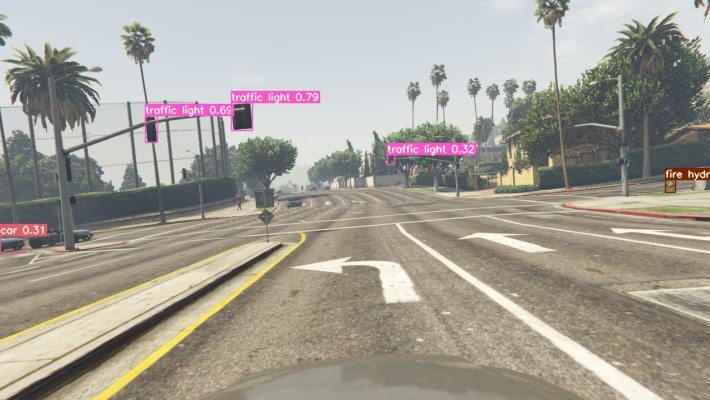 traffic light 0.79
traffic light 0.69
traffic light 0.32
fire hydr
car 0.31